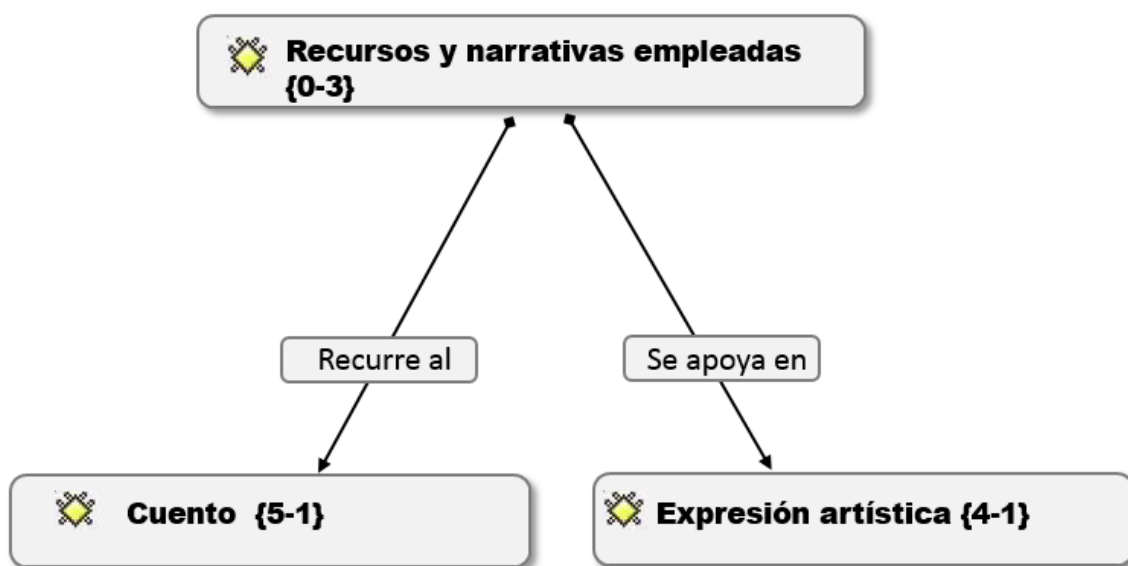 Recursos y narrativas empleadas
{0-3}
Recurre al
Se apoya en
Cuento {5-1}
Expresión artística {4-1}